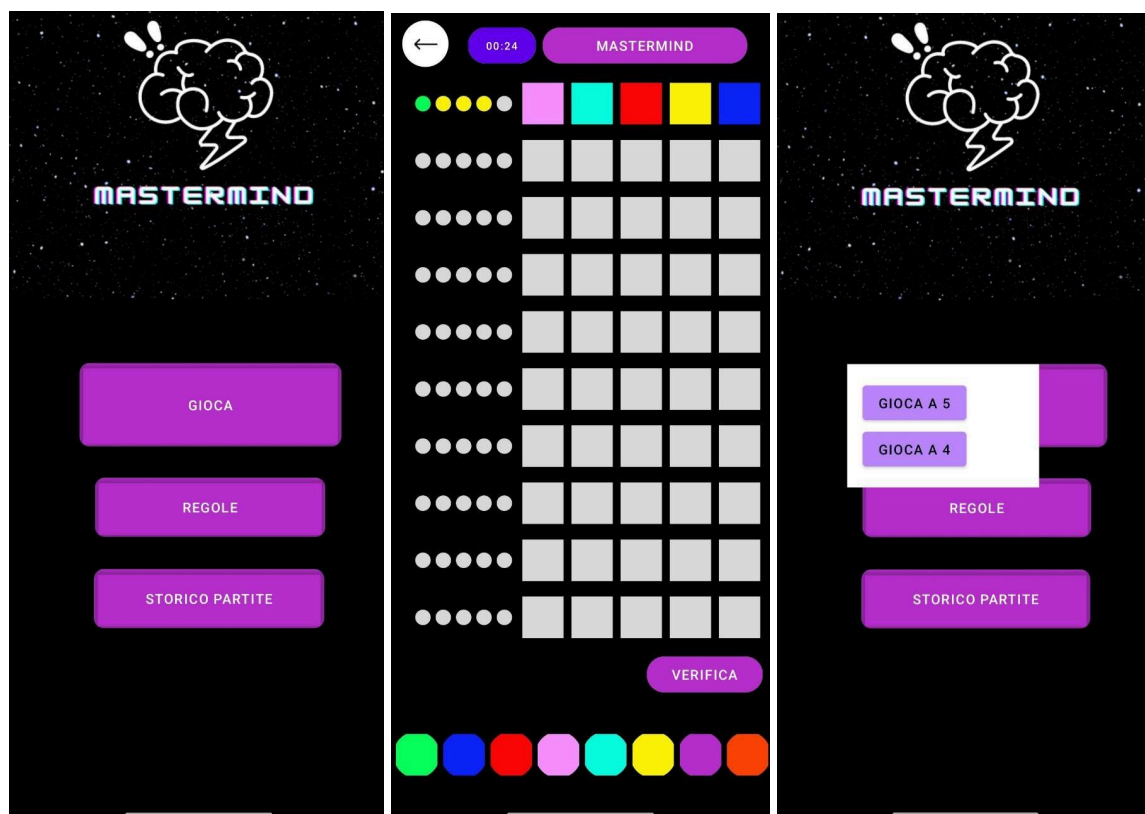 MASTERMIND
GIOCA
REGOLE
STORICO PARTITE
00:24
MASTERMIND
VERIFICA
MASTERMIND
GIOCA A 5
GIOCA A 4
REGOLE
STORICO PARTITE